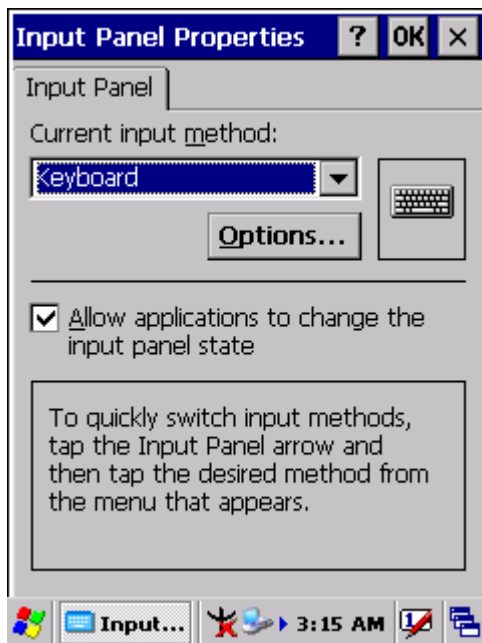 Input Panel Properties ? OK ×
Input Panel
Current input method:
Keyboard
Options...
Allow applications to change the
input panel state
To quickly switch input methods,
tap the Input Panel arrow and
then tap the desired method from
the menu that appears.
Input... 3:15 AM